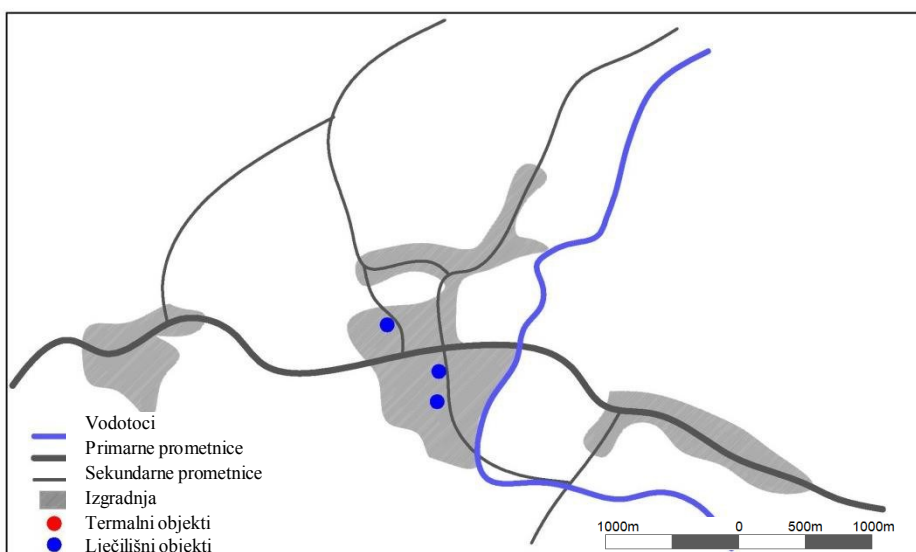 Vodotoci
Primarne prometnice
Sekundarne prometnice
Izgradnja
Termalni objekti
Lječilišni objekti
1000m 0 500m 1000m